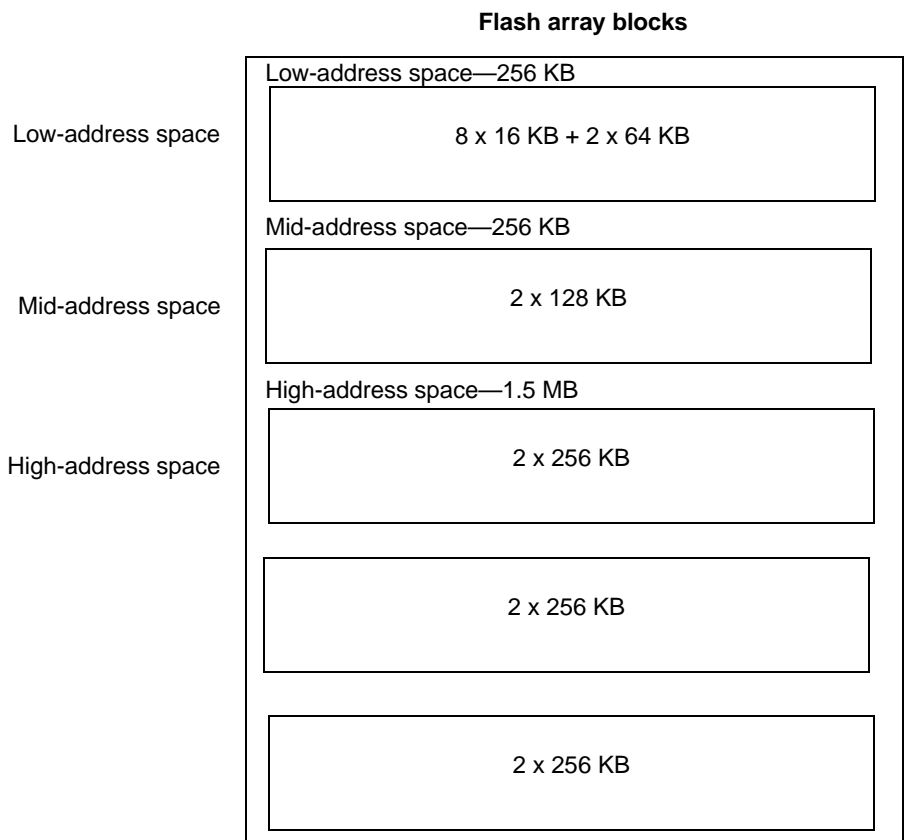 Flash array blocks
Low-address space—256 KB
Low-address space
8 x 16 KB + 2 x 64 KB
Mid-address space—256 KB
Mid-address space
2 x 128 KB
High-address space—1.5 MB
High-address space
2 x 256 KB
2 x 256 KB
2 x 256 KB